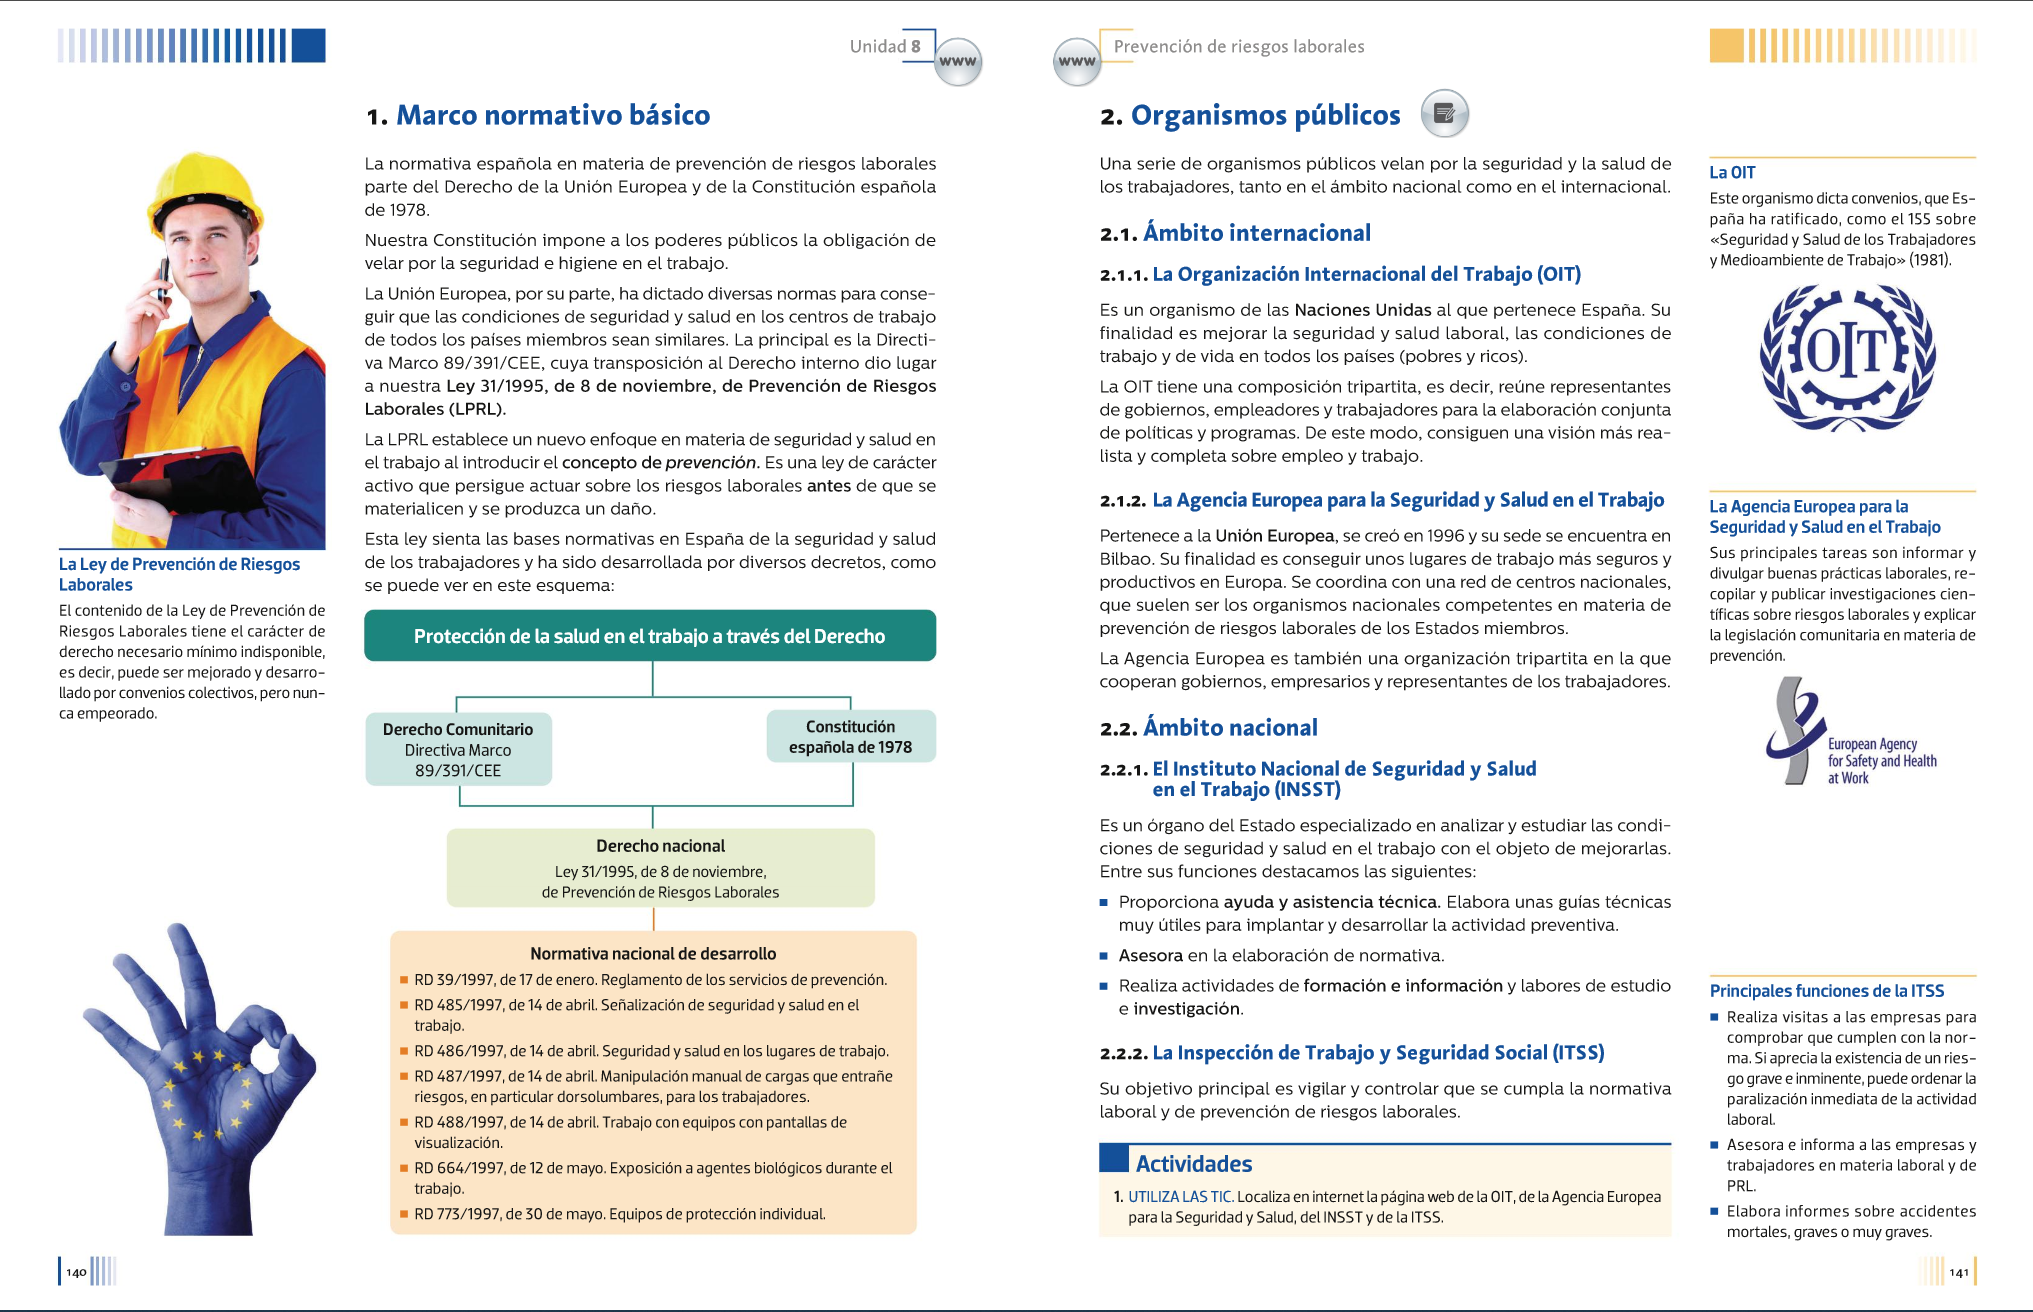 Unidad 8
www
1. Marco normativo básico
La normativa española en materia de prevención de riesgos laborales
parte del Derecho de la Unión Europea y de la Constitución española
de 1978.
Nuestra Constitución impone a los poderes públicos la obligación de
velar por la seguridad e higiene en el trabajo.
La Unión Europea, por su parte, ha dictado diversas normas para conse-
guir que las condiciones de seguridad y salud en los centros de trabajo
de todos los países miembros sean similares. La principal es la Directi-
va Marco 89/391/CEE, cuya transposición al Derecho interno dio lugar
a nuestra Ley 31/1995, de 8 de noviembre, de Prevención de Riesgos
Laborales (LPRL).
La LPRL establece un nuevo enfoque en materia de seguridad y salud en
el trabajo al introducir el concepto de prevención. Es una ley de carácter
activo que persigue actuar sobre los riesgos laborales antes de que se
materialicen y se produzca un daño.
Esta ley sienta las bases normativas en España de la seguridad y salud
de los trabajadores y ha sido desarrollada por diversos decretos, como
se puede ver en este esquema:
La Ley de Prevención de Riesgos
Laborales
El contenido de la Ley de Prevención de
Riesgos Laborales tiene el carácter de
derecho necesario mínimo indisponible,
es decir, puede ser mejorado y desarro-
llado por convenios colectivos, pero nun-
ca empeorado.
Protección de la salud en el trabajo a través del Derecho
Derecho Comunitario
Directiva Marco
89/391/CEE
Constitución
española de 1978
Derecho nacional
Ley 31/1995, de 8 de noviembre,
de Prevención de Riesgos Laborales
Normativa nacional de desarrollo
■ RD 39/1997, de 17 de enero. Reglamento de los servicios de prevención.
■ RD 485/1997, de 14 de abril. Señalización de seguridad y salud en el
trabajo.
■ RD 486/1997, de 14 de abril. Seguridad y salud en los lugares de trabajo.
■ RD 487/1997, de 14 de abril. Manipulación manual de cargas que entrañe
riesgos, en particular dorsolumbares, para los trabajadores.
■ RD 488/1997, de 14 de abril. Trabajo con equipos con pantallas de
visualización.
■ RD 664/1997, de 12 de mayo. Exposición a agentes biológicos durante el
trabajo.
■ RD 773/1997, de 30 de mayo. Equipos de protección individual.
140
www
Prevención de riesgos laborales
2. Organismos públicos
Una serie de organismos públicos velan por la seguridad y la salud de
los trabajadores, tanto en el ámbito nacional como en el internacional.
2.1. Ámbito internacional
2.1.1. La Organización Internacional del Trabajo (OIT)
Es un organismo de las Naciones Unidas al que pertenece España. Su
finalidad es mejorar la seguridad y salud laboral, las condiciones de
trabajo y de vida en todos los países (pobres y ricos).
La OIT tiene una composición tripartita, es decir, reúne representantes
de gobiernos, empleadores y trabajadores para la elaboración conjunta
de políticas y programas. De este modo, consiguen una visión más rea-
lista y completa sobre empleo y trabajo.
2.1.2. La Agencia Europea para la Seguridad y Salud en el Trabajo
Pertenece a la Unión Europea, se creó en 1996 y su sede se encuentra en
Bilbao. Su finalidad es conseguir unos lugares de trabajo más seguros y
productivos en Europa. Se coordina con una red de centros nacionales,
que suelen ser los organismos nacionales competentes en materia de
prevención de riesgos laborales de los Estados miembros.
La Agencia Europea es también una organización tripartita en la que
cooperan gobiernos, empresarios y representantes de los trabajadores.
2.2. Ámbito nacional
2.2.1. El Instituto Nacional de Seguridad y Salud
en el Trabajo (INSST)
Es un órgano del Estado especializado en analizar y estudiar las condi-
ciones de seguridad y salud en el trabajo con el objeto de mejorarlas.
Entre sus funciones destacamos las siguientes:
■ Proporciona ayuda y asistencia técnica. Elabora unas guías técnicas
muy útiles para implantar y desarrollar la actividad preventiva.
■ Asesora en la elaboración de normativa.
■ Realiza actividades de formación e información y labores de estudio
e investigación.
2.2.2. La Inspección de Trabajo y Seguridad Social (ITSS)
Su objetivo principal es vigilar y controlar que se cumpla la normativa
laboral y de prevención de riesgos laborales.
Actividades
1. UTILIZA LAS TIC. Localiza en internet la página web de la OIT, de la Agencia Europea
para la Seguridad y Salud, del INSST y de la ITSS.
La OIT
Este organismo dicta convenios, que Es-
paña ha ratificado, como el 155 sobre
«Seguridad y Salud de los Trabajadores
y Medioambiente de Trabajo» (1981).
OIT
La Agencia Europea para la
Seguridad y Salud en el Trabajo
Sus principales tareas son informar y
divulgar buenas prácticas laborales, re-
copilar y publicar investigaciones cien-
tíficas sobre riesgos laborales y explicar
la legislación comunitaria en materia de
prevención.
European Agency
for Safety and Health
at Work
Principales funciones de la ITSS
■ Realiza visitas a las empresas para
comprobar que cumplen con la nor-
ma. Si aprecia la existencia de un ries-
go grave e inminente, puede ordenar la
paralización inmediata de la actividad
laboral.
■ Asesora e informa a las empresas y
trabajadores en materia laboral y de
PRL.
■ Elabora informes sobre accidentes
mortales, graves o muy graves.
141